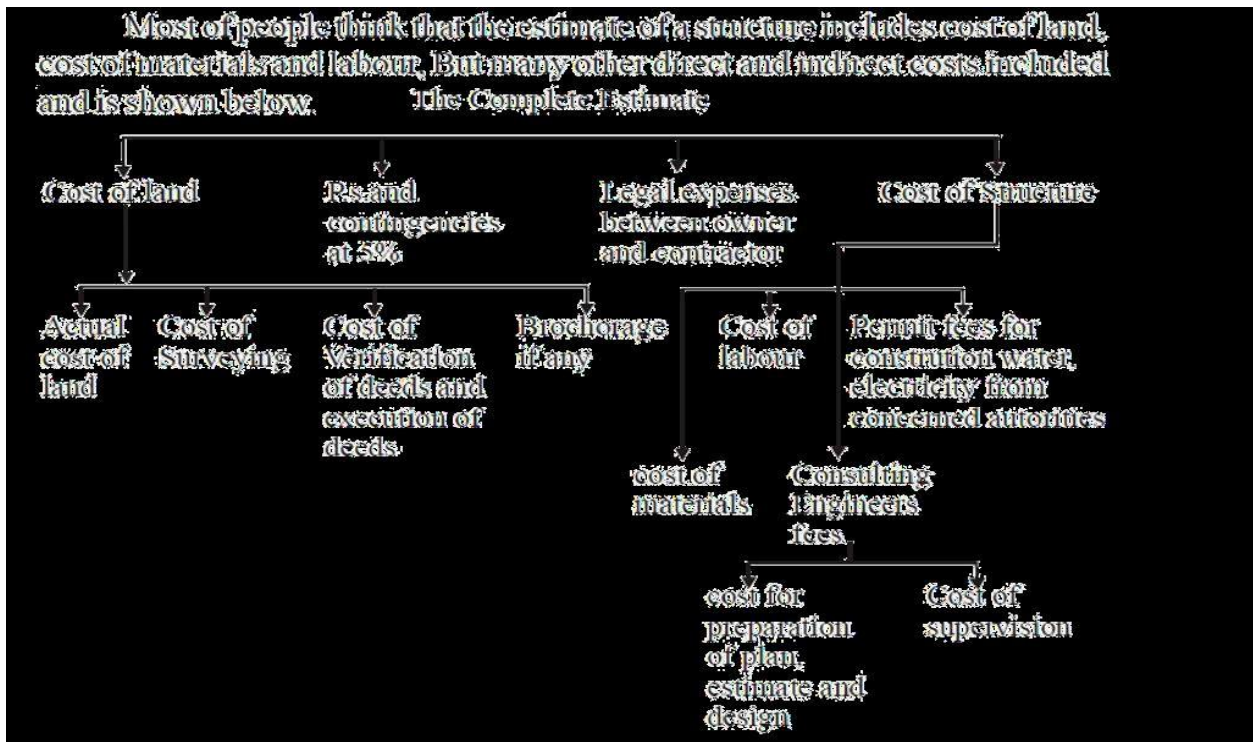 Most of people think that the estimate of a structure includes cost of land,
cost of materials and labour, But many other direct and indirect costs included
and is shown below.
The Complete Estimate
Cost of land
P.s and
contingencies
at 5%
Legal expenses
between owner
and contractor
Cost of Structure
Actual
cost of
land
Cost of
Surveying
Cost of
Verification
of deeds and
execution of
deeds
Brochorage
if any
Cost of
labour
Permit fees for
constrution water,
electricity from
concerned autorities
cost of
materials
Consulting
Engineers
fees
cost for
preparation
of plan,
estimate and
design
Cost of
supervision